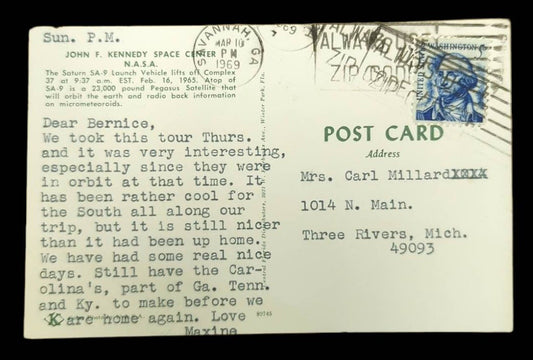 Sun. P.M.
JOHN F. KENNEDY SPACE CENTER
N.A.S.A.
The Saturn SA-9 Launch Vehicle lifts off Complex
37 at 9:37 a.m. EST. Feb. 16, 1965. Atop of
SA-9 is a 23,000 pound Pegasus Satellite that
will orbit the earth and radio back information
on micrometeoroids.
Dear Bernice,
We took this tour Thurs.
and it was very interesting,
especially since they were
in orbit at that time. It
has been rather cool for
the South all along our
trip, but it is still nicer
than it had been up home.
We have had some real nice
days. Still have the Car-
olina's, part of Ga. Tenn.
and Ky. to make before we
K are home again. Love
Maxine
80745
SAVANNAH, GA
MAR 10
PM
1969
1969
ALWAYS USE
ZIP CODE
WASHINGTON
POST CARD
Address
Mrs. Carl Millard
1014 N. Main.
Three Rivers, Mich.
49093